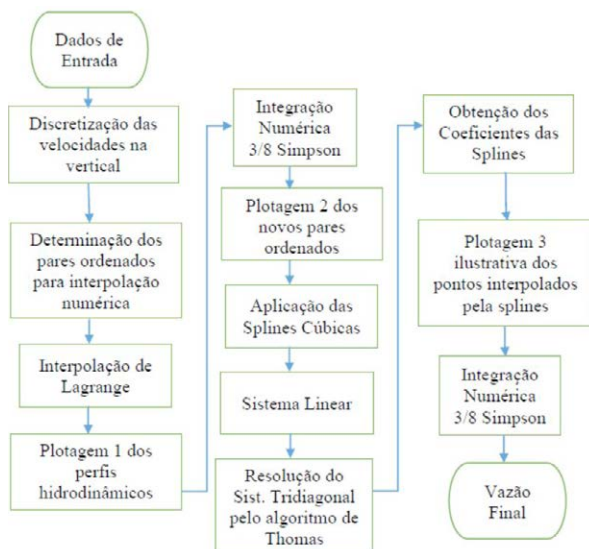 Dados de
Entrada
Discretização das
velocidades na
vertical
Determinação dos
pares ordenados
para interpolação
numérica
Interpolação de
Lagrange
Plotagem 1 dos
perfis
hidrodinâmicos
Integração
Numérica
3/8 Simpson
Plotagem 2 dos
novos pares
ordenados
Aplicação das
Splines Cúbicas
Sistema Linear
Resolução do
Sist. Tridiagonal
pelo algoritmo de
Thomas
Obtenção dos
Coeficientes das
Splines
Plotagem 3
ilustrativa dos
pontos interpolados
pela splines
Integração
Numérica
3/8 Simpson
Vazão
Final